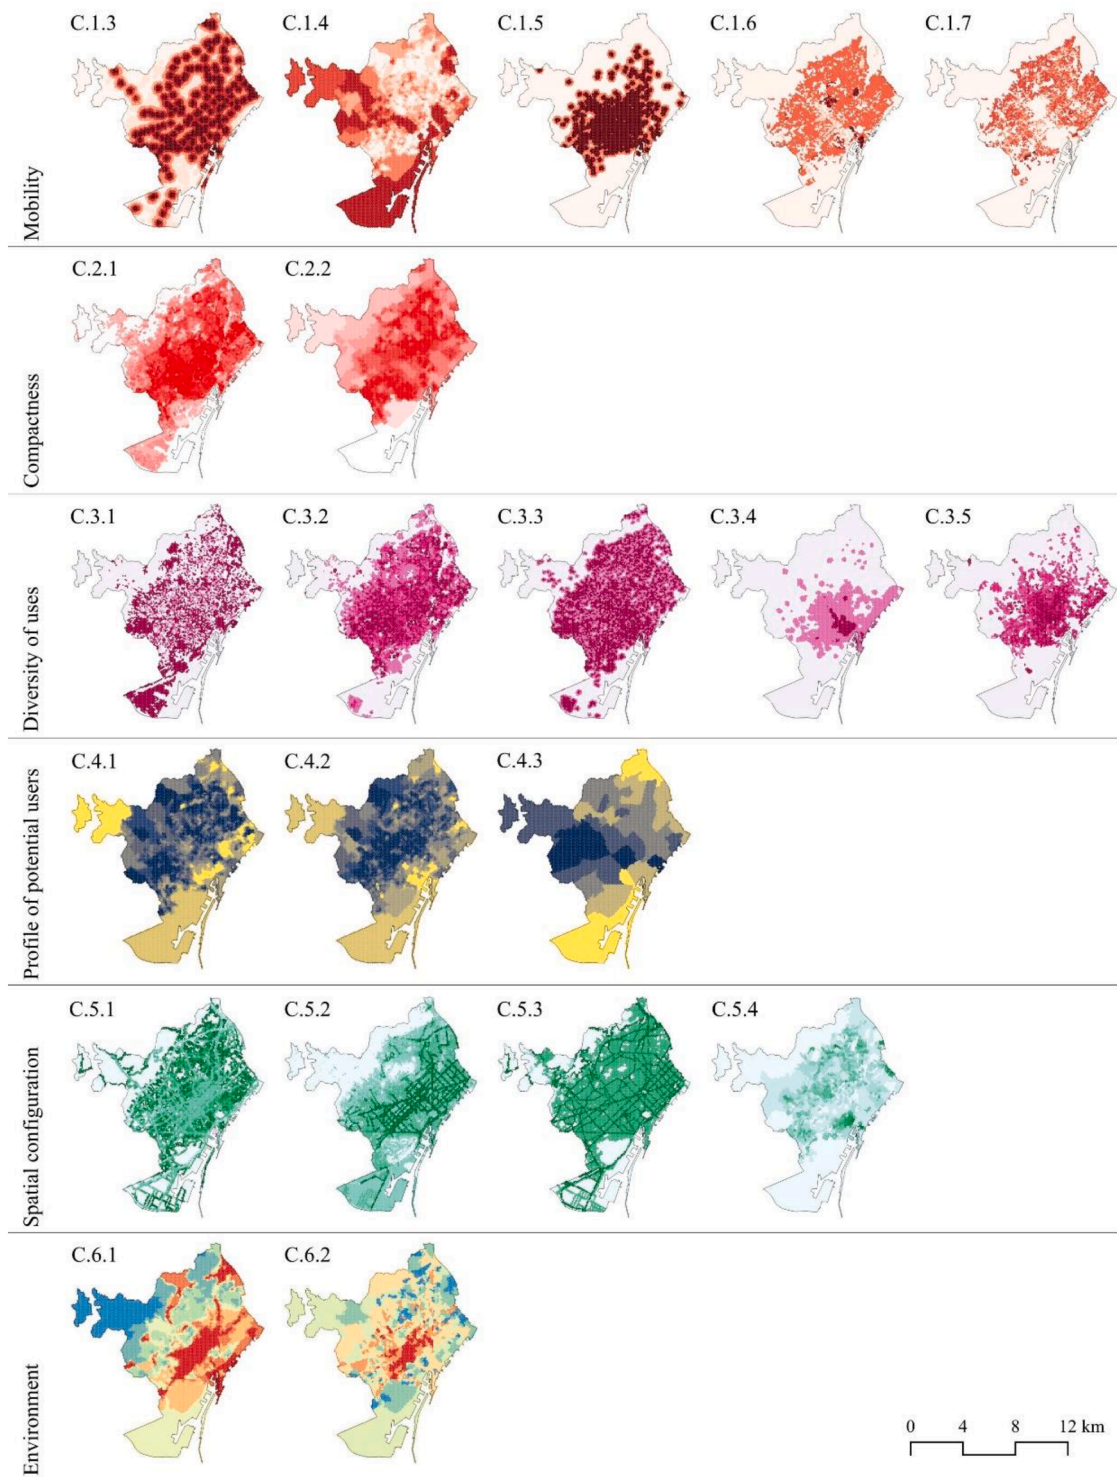 C.1.3 C.1.4 C.1.5 C.1.6 C.1.7
Mobility
C.2.1 C.2.2
Compactness
C.3.1 C.3.2 C.3.3 C.3.4 C.3.5
Diversity of uses
C.4.1 C.4.2 C.4.3
Profile of potential users
C.5.1 C.5.2 C.5.3 C.5.4
Spatial configuration
C.6.1 C.6.2
Environment
0 4 8 12 km